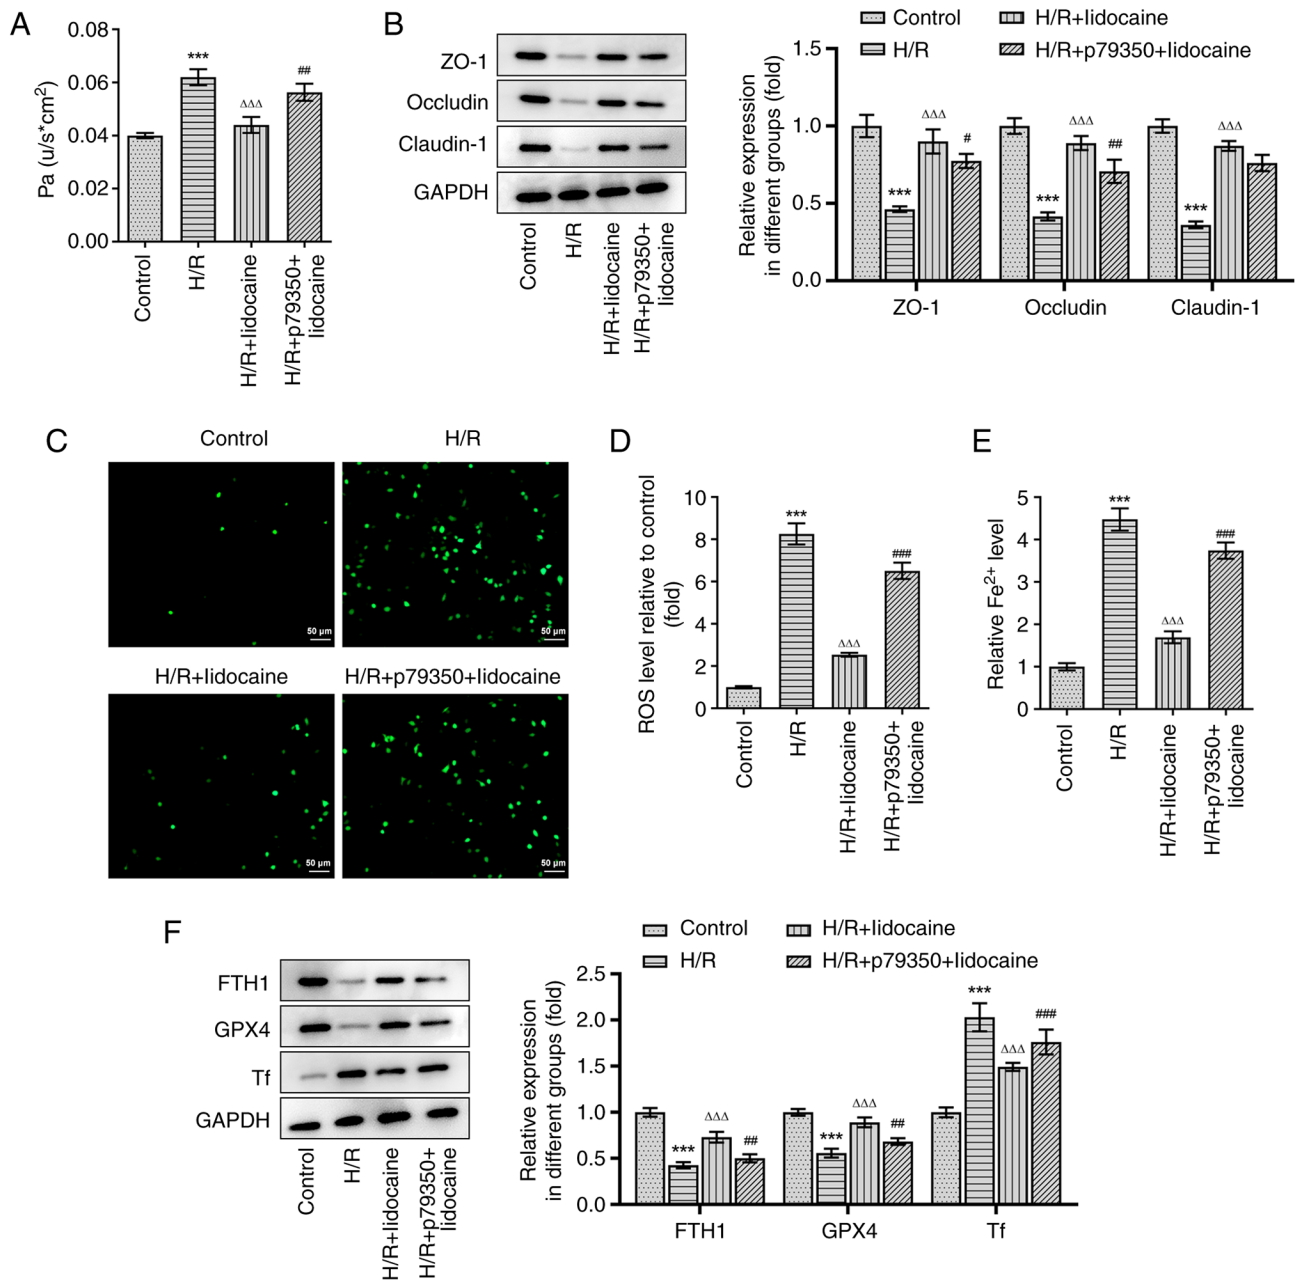 A
Pa (u/s*cm2)
0.08
0.06
0.04
0.02
0.00
***
ΔΔΔ
##
Control
H/R
H/R+lidocaine
H/R+p79350+
lidocaine
B
ZO-1
Occludin
Claudin-1
GAPDH
Control
H/R
H/R+lidocaine
H/R+p79350+
lidocaine
Control
H/R
H/R+lidocaine
H/R+p79350+lidocaine
Relative expression
in different groups (fold)
1.5
1.0
0.5
0.0
***
ΔΔΔ
#
***
ΔΔΔ
##
***
ΔΔΔ
ZO-1
Occludin
Claudin-1
C
Control
H/R
50 μm
50 μm
H/R+lidocaine
H/R+p79350+lidocaine
50 μm
50 μm
D
ROS level relative to control
(fold)
10
8
6
4
2
0
***
ΔΔΔ
###
Control
H/R
H/R+lidocaine
H/R+p79350+
lidocaine
E
Relative Fe²⁺ level
5
4
3
2
1
0
***
ΔΔΔ
###
Control
H/R
H/R+lidocaine
H/R+p79350+
lidocaine
F
FTH1
GPX4
Tf
GAPDH
Control
H/R
H/R+lidocaine
H/R+p79350+
lidocaine
Control
H/R
H/R+lidocaine
H/R+p79350+lidocaine
Relative expression
in different groups (fold)
2.5
2.0
1.5
1.0
0.5
0.0
***
ΔΔΔ
##
***
ΔΔΔ
##
***
ΔΔΔ
###
FTH1
GPX4
Tf